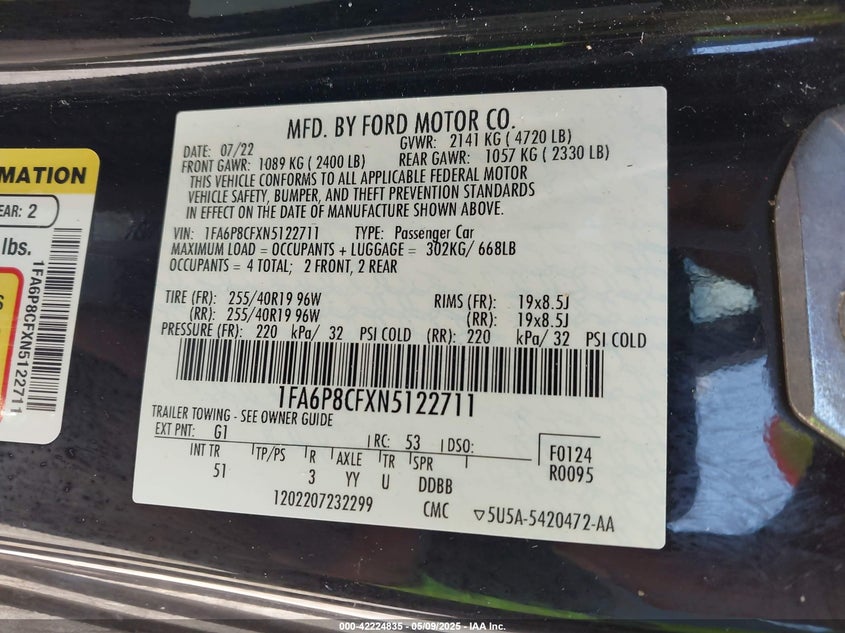 MFD. BY FORD MOTOR CO.
DATE: 07/22 GVWR: 2141 KG ( 4720 LB)
FRONT GAWR: 1089 KG ( 2400 LB) REAR GAWR: 1057 KG ( 2330 LB)
THIS VEHICLE CONFORMS TO ALL APPLICABLE FEDERAL MOTOR
VEHICLE SAFETY, BUMPER, AND THEFT PREVENTION STANDARDS
IN EFFECT ON THE DATE OF MANUFACTURE SHOWN ABOVE.
VIN: 1FA6P8CFXN5122711 TYPE: Passenger Car
MAXIMUM LOAD = OCCUPANTS + LUGGAGE = 302KG/ 668LB
OCCUPANTS = 4 TOTAL; 2 FRONT, 2 REAR
TIRE (FR): 255/40R19 96W RIMS (FR): 19x8.5J
(RR): 255/40R19 96W (RR): 19x8.5J
PRESSURE (FR): 220 kPa/ 32 PSI COLD (RR): 220 kPa/ 32 PSI COLD
1FA6P8CFXN5122711
TRAILER TOWING - SEE OWNER GUIDE
EXT PNT: G1 RC: 53 DSO: F0124
INT TR TP/PS R AXLE TR SPR R0095
51 3 YY U DDBB
1202207232299 CMC ▽5U5A-5420472-AA
MATION
EAR: 2
lbs.
S
1FA6P8CFXN5122711
000-42224835 - 05/09/2025 - IAA Inc.